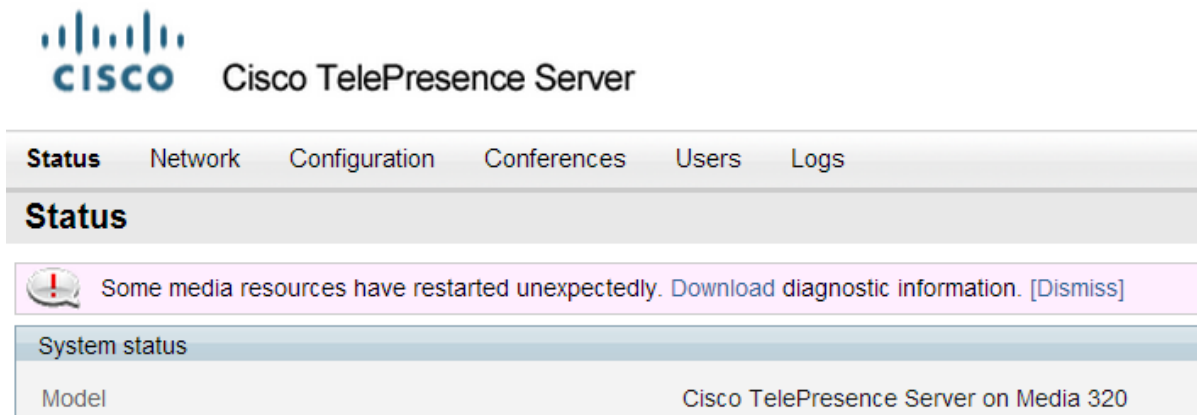 CISCO Cisco TelePresence Server
Status Network Configuration Conferences Users Logs
Status
Some media resources have restarted unexpectedly. Download diagnostic information. [Dismiss]
System status
Model Cisco TelePresence Server on Media 320